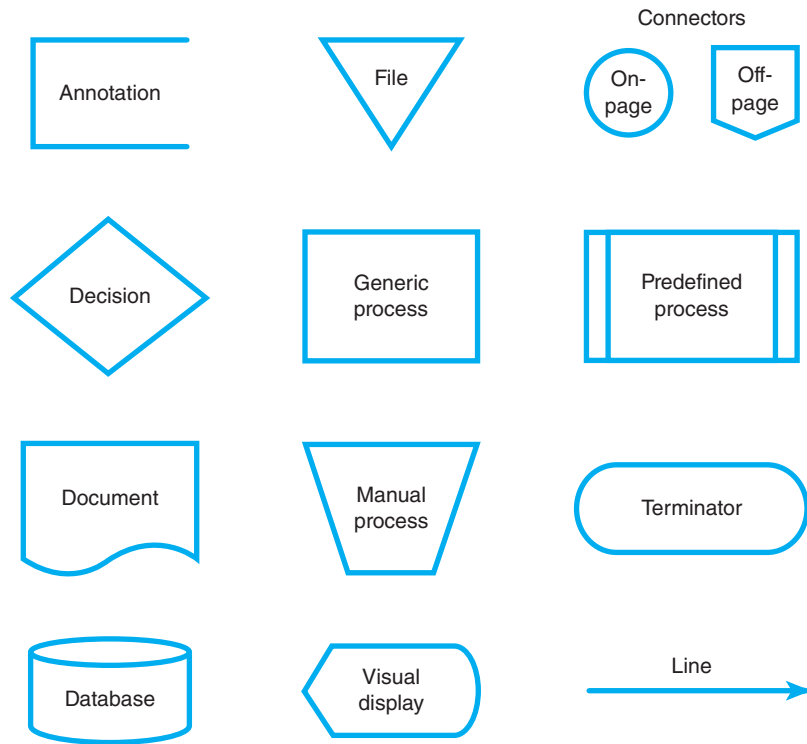 Connectors
Annotation
File
On-
page
Off-
page
Decision
Generic
process
Predefined
process
Document
Manual
process
Terminator
Database
Visual
display
Line